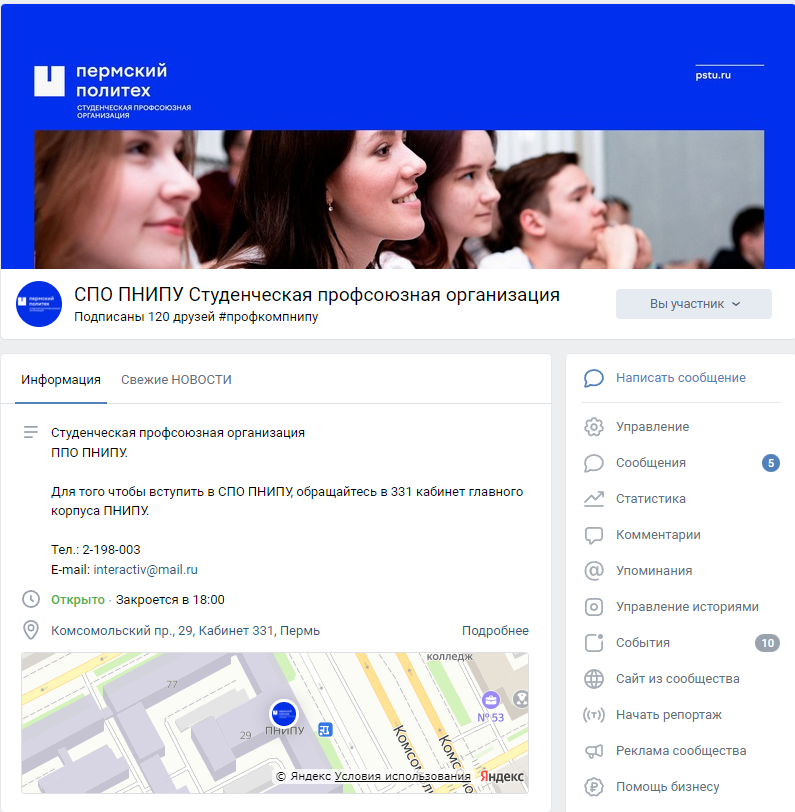 пермский
политех
СТУДЕНЧЕСКАЯ ПРОФСОЮЗНАЯ
ОРГАНИЗАЦИЯ
pstu.ru
СПО ПНИПУ Студенческая профсоюзная организация
Подписаны 120 друзей #профкомпнипу
Вы участник
Информация
Свежие НОВОСТИ
Студенческая профсоюзная организация
ППО ПНИПУ.
Для того чтобы вступить в СПО ПНИПУ, обращайтесь в 331 кабинет главного
корпуса ПНИПУ.
Тел.: 2-198-003
E-mail: interactiv@mail.ru
Открыто · Закроется в 18:00
Комсомольский пр., 29, Кабинет 331, Пермь
Подробнее
колледж
77
№ 53
29
ПНИПУ
© Яндекс Условия использования
Яндекс
Написать сообщение
Управление
Сообщения 5
Статистика
Комментарии
Упоминания
Управление историями
События 10
Сайт из сообщества
Начать репортаж
Реклама сообщества
Помощь бизнесу